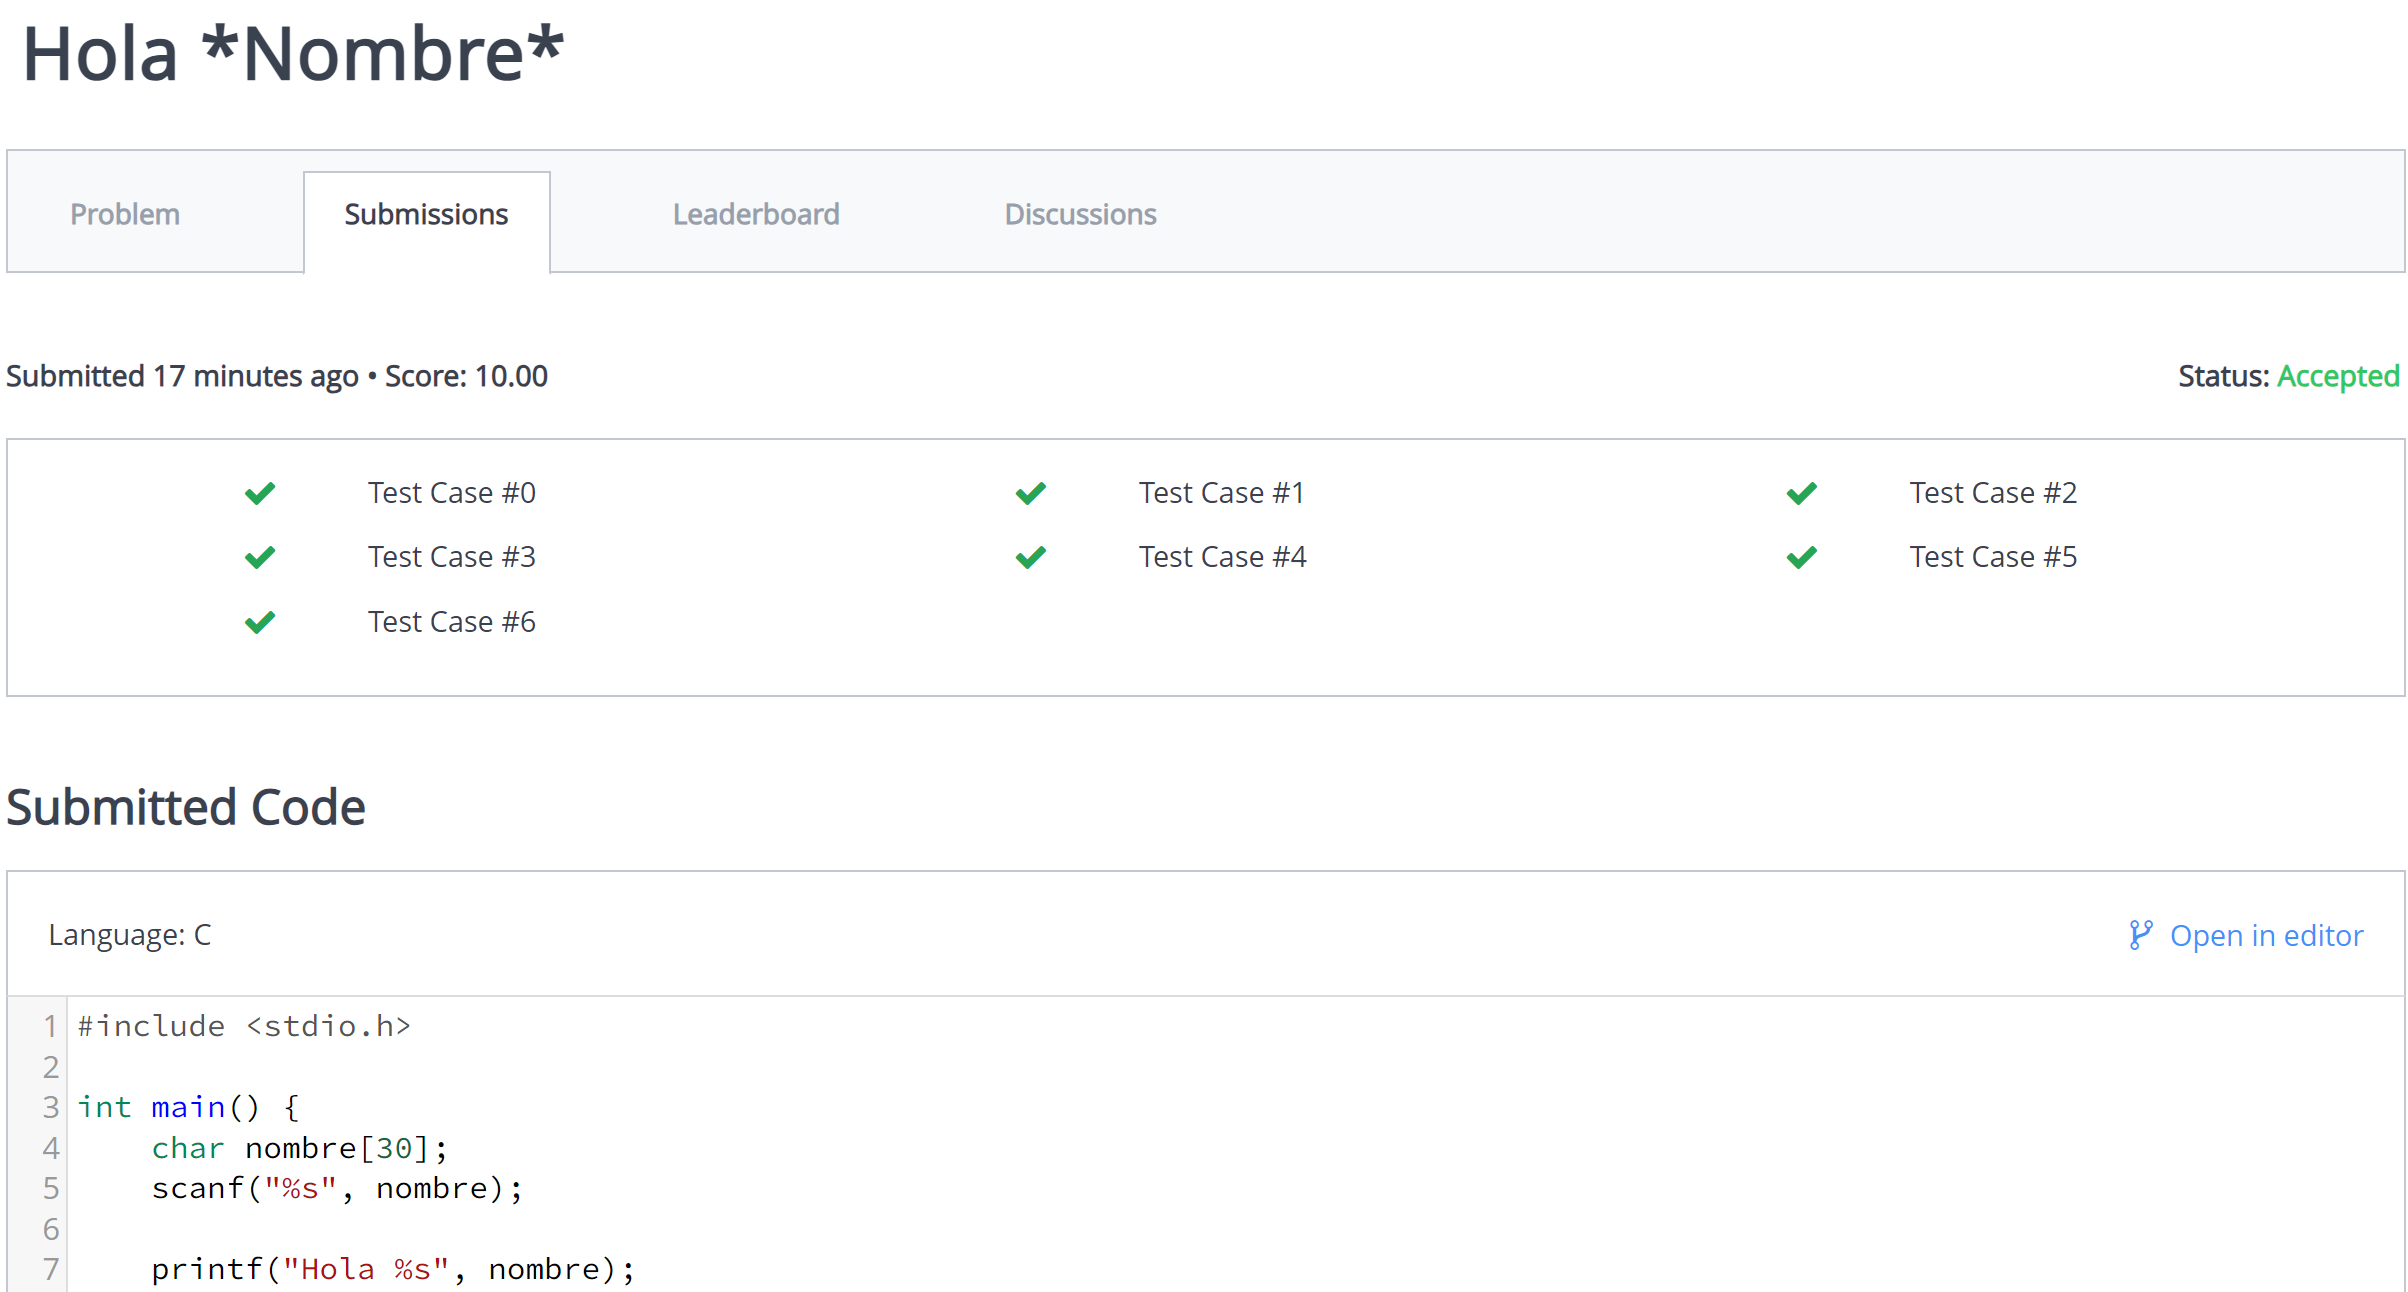 Hola *Nombre*
Problem Submissions Leaderboard Discussions
Submitted 17 minutes ago • Score: 10.00 Status: Accepted
Test Case #0 Test Case #1 Test Case #2
Test Case #3 Test Case #4 Test Case #5
Test Case #6
Submitted Code
Language: C Open in editor
1 #include <stdio.h>
2
3 int main() {
4     char nombre[30];
5     scanf("%s", nombre);
6
7     printf("Hola %s", nombre);